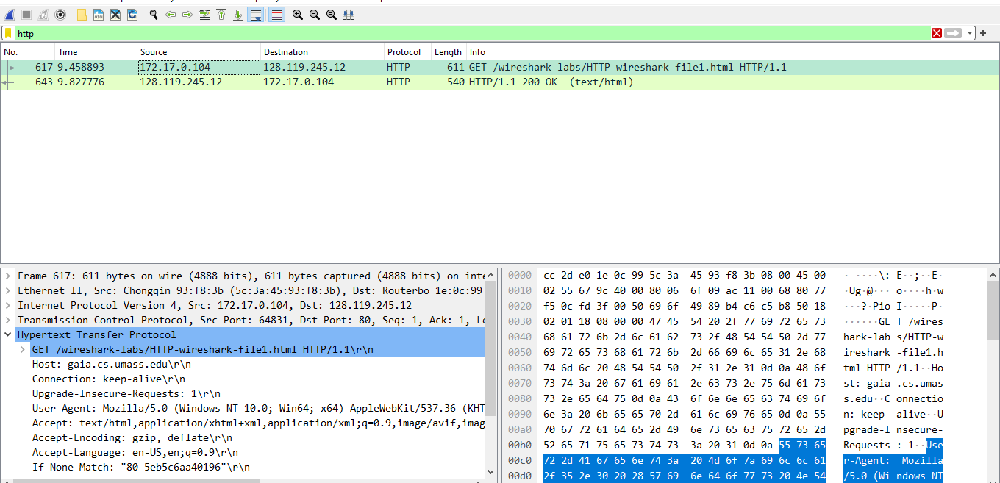 http
No. Time Source Destination Protocol Length Info
617 9.458893 172.17.0.104 128.119.245.12 HTTP 611 GET /wireshark-labs/HTTP-wireshark-file1.html HTTP/1.1
643 9.827776 128.119.245.12 172.17.0.104 HTTP 540 HTTP/1.1 200 OK (text/html)
Frame 617: 611 bytes on wire (4888 bits), 611 bytes captured (4888 bits) on inte
Ethernet II, Src: Chongqin_93:f8:3b (5c:3a:45:93:f8:3b), Dst: Routerbo_1e:0c:99
Internet Protocol Version 4, Src: 172.17.0.104, Dst: 128.119.245.12
Transmission Control Protocol, Src Port: 64831, Dst Port: 80, Seq: 1, Ack: 1, Le
Hypertext Transfer Protocol
GET /wireshark-labs/HTTP-wireshark-file1.html HTTP/1.1\r\n
Host: gaia.cs.umass.edu\r\n
Connection: keep-alive\r\n
Upgrade-Insecure-Requests: 1\r\n
User-Agent: Mozilla/5.0 (Windows NT 10.0; Win64; x64) AppleWebKit/537.36 (KHT
Accept: text/html,application/xhtml+xml,application/xml;q=0.9,image/avif,imag
Accept-Encoding: gzip, deflate\r\n
Accept-Language: en-US,en;q=0.9\r\n
If-None-Match: "80-5eb5c6aa40196"\r\n
0000 cc 2d e0 1e 0c 99 5c 3a 45 93 f8 3b 08 00 45 00 ·-····\: E··;··E·
0010 02 55 67 9c 40 00 80 06 6f 09 ac 11 00 68 80 77 ·Ug·@··· o····h·w
0020 f5 0c fd 3f 00 50 69 6f 49 89 b4 c6 c5 b8 50 18 ···?·Pio I·····P·
0030 02 01 18 08 00 00 47 45 54 20 2f 77 69 72 65 73 ······GE T /wires
0040 68 61 72 6b 2d 6c 61 62 73 2f 48 54 54 50 2d 77 hark-lab s/HTTP-w
0050 69 72 65 73 68 61 72 6b 2d 66 69 6c 65 31 2e 68 ireshark -file1.h
0060 74 6d 6c 20 48 54 54 50 2f 31 2e 31 0d 0a 48 6f tml HTTP /1.1··Ho
0070 73 74 3a 20 67 61 69 61 2e 63 73 2e 75 6d 61 73 st: gaia .cs.umas
0080 73 2e 65 64 75 0d 0a 43 6f 6e 6e 65 63 74 69 6f s.edu··C onnectio
0090 6e 3a 20 6b 65 65 70 2d 61 6c 69 76 65 0d 0a 55 n: keep- alive··U
00a0 70 67 72 61 64 65 2d 49 6e 73 65 63 75 72 65 2d pgrade-I nsecure-
00b0 52 65 71 75 65 73 74 73 3a 20 31 0d 0a 55 73 65 Requests : 1··Use
00c0 72 2d 41 67 65 6e 74 3a 20 4d 6f 7a 69 6c 6c 61 r-Agent: Mozilla
00d0 2f 35 2e 30 20 28 57 69 6e 64 6f 77 73 20 4e 54 /5.0 (Wi ndows NT